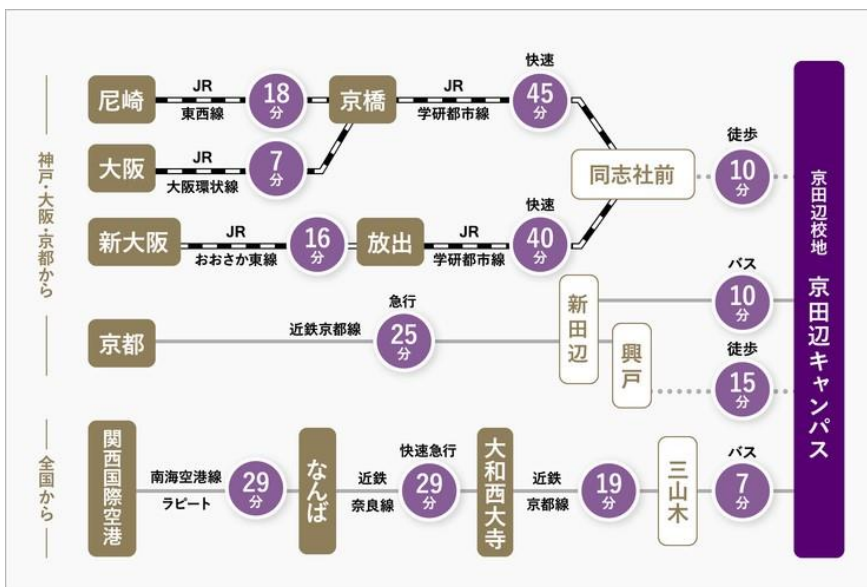 神戸・大阪・京都から
尼崎
JR
東西線
18分
京橋
JR
学研都市線
快速
45分
大阪
JR
大阪環状線
7分
同志社前
徒歩
10分
新大阪
JR
おおさか東線
16分
放出
JR
学研都市線
快速
40分
京都
近鉄京都線
急行
25分
新田辺
バス
10分
興戸
徒歩
15分
全国から
関西国際空港
南海空港線
ラピート
29分
なんば
近鉄
奈良線
快速急行
29分
大和西大寺
近鉄
京都線
19分
三山木
バス
7分
京田辺校地 京田辺キャンパス